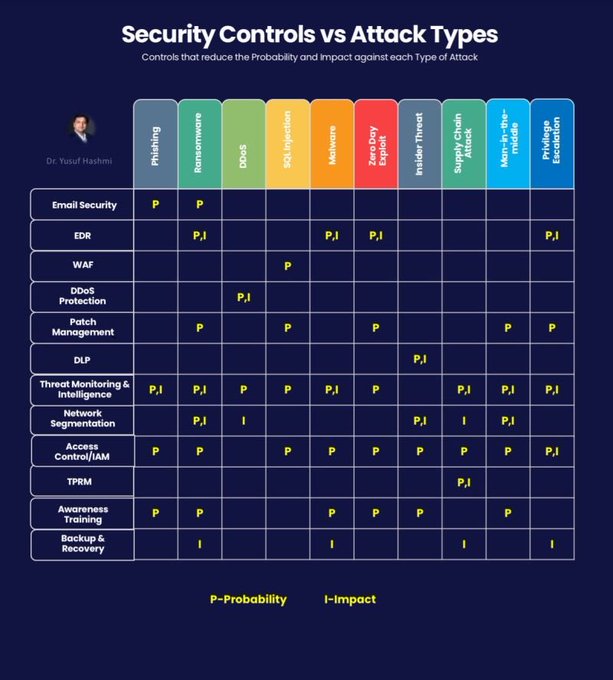 Security Controls vs Attack Types
Controls that reduce the Probability and Impact against each Type of Attack
Dr. Yusuf Hashmi
Phishing
Ransomware
DDoS
SQL Injection
Malware
Zero Day
Exploit
Insider Threat
Supply Chain
Attack
Man-in-the-
middle
Privilege
Escalation
Email Security P P
EDR P,I P,I P,I P,I
WAF P
DDoS
Protection P,I
Patch
Management P P P P P
DLP P,I
Threat Monitoring &
Intelligence P,I P,I P P P,I P P,I P,I P,I
Network
Segmentation P,I I P,I I P,I
Access
Control/IAM P P P P P P P P P,I
TPRM P,I
Awareness
Training P P P P P P
Backup &
Recovery I I I I
P-Probability I-Impact